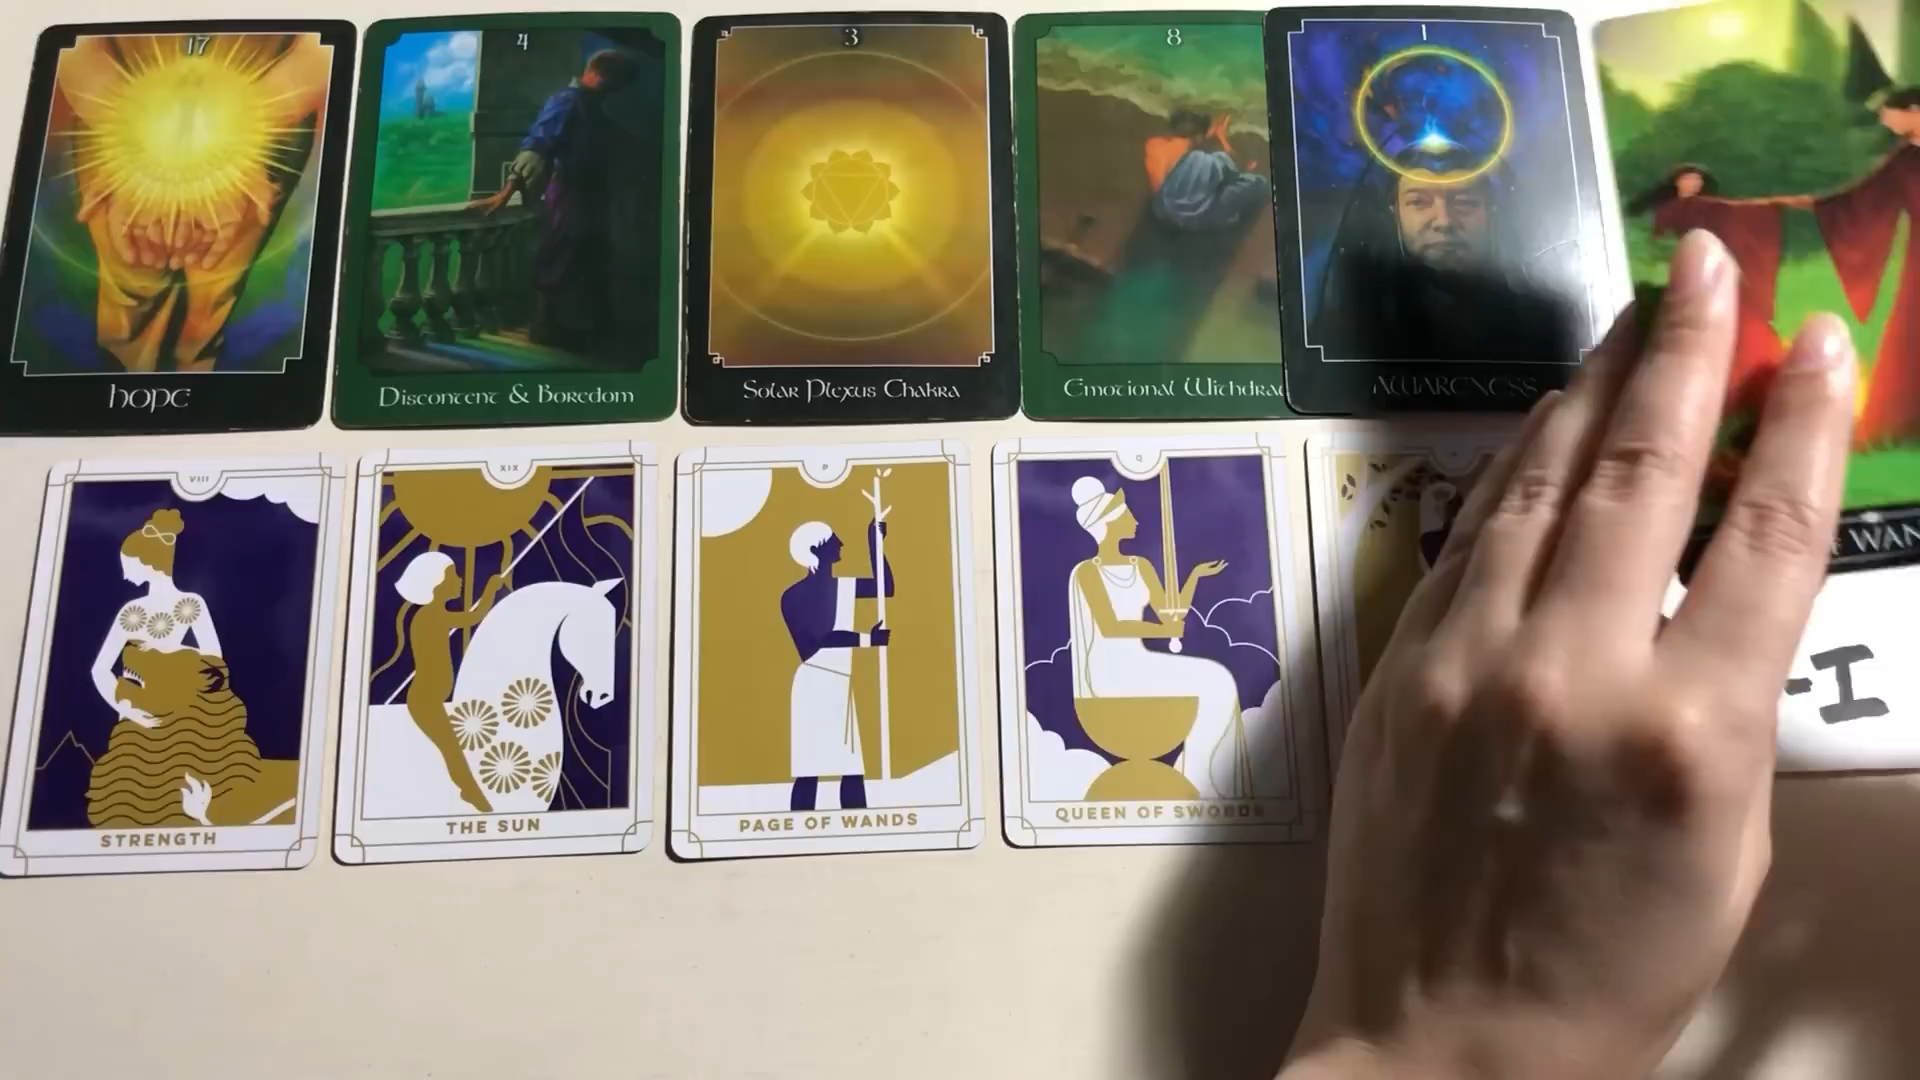 17
HOPE
4
Discontent & Boredom
3
Solar Plexus Chakra
8
Emotional Withdra
1
AWARENESS
F WAN
VIII
STRENGTH
XIX
THE SUN
P
PAGE OF WANDS
Q
QUEEN OF SWORDS
-I